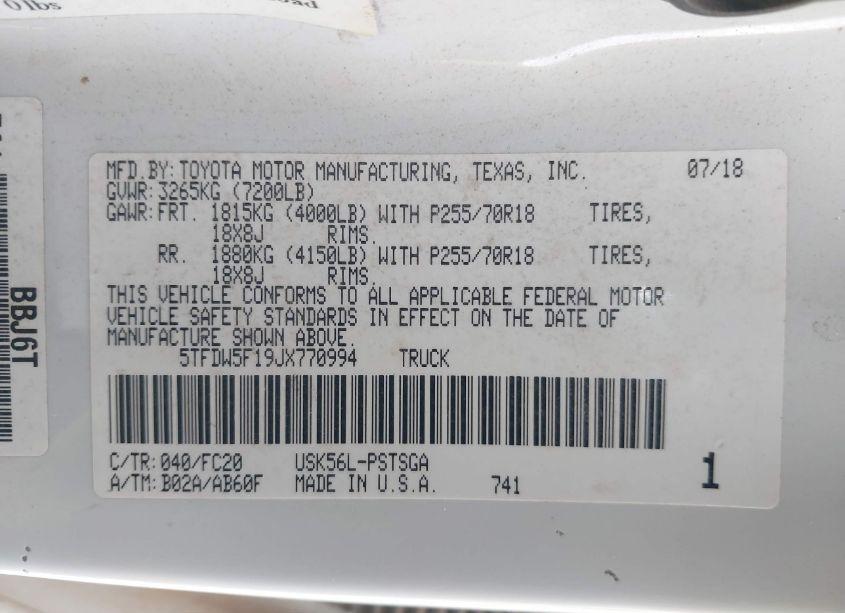 0 lbs
MFD.BY:TOYOTA MOTOR MANUFACTURING, TEXAS, INC. 07/18
GVWR:3265KG (7200LB)
GAWR:FRT. 1815KG (4000LB) WITH P255/70R18 TIRES,
18X8J RIMS.
RR. 1880KG (4150LB) WITH P255/70R18 TIRES,
18X8J RIMS.
THIS VEHICLE CONFORMS TO ALL APPLICABLE FEDERAL MOTOR
VEHICLE SAFETY STANDARDS IN EFFECT ON THE DATE OF
MANUFACTURE SHOWN ABOVE.
5TFDW5F19JX770994 TRUCK
C/TR:040/FC20 USK56L-PSTSGA
A/TM:B02A/AB60F MADE IN U.S.A. 741 1
BBJ6T